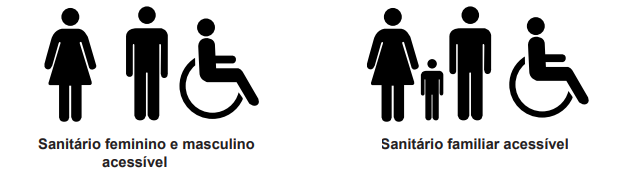 Sanitário feminino e masculino
acessível
Sanitário familiar acessível